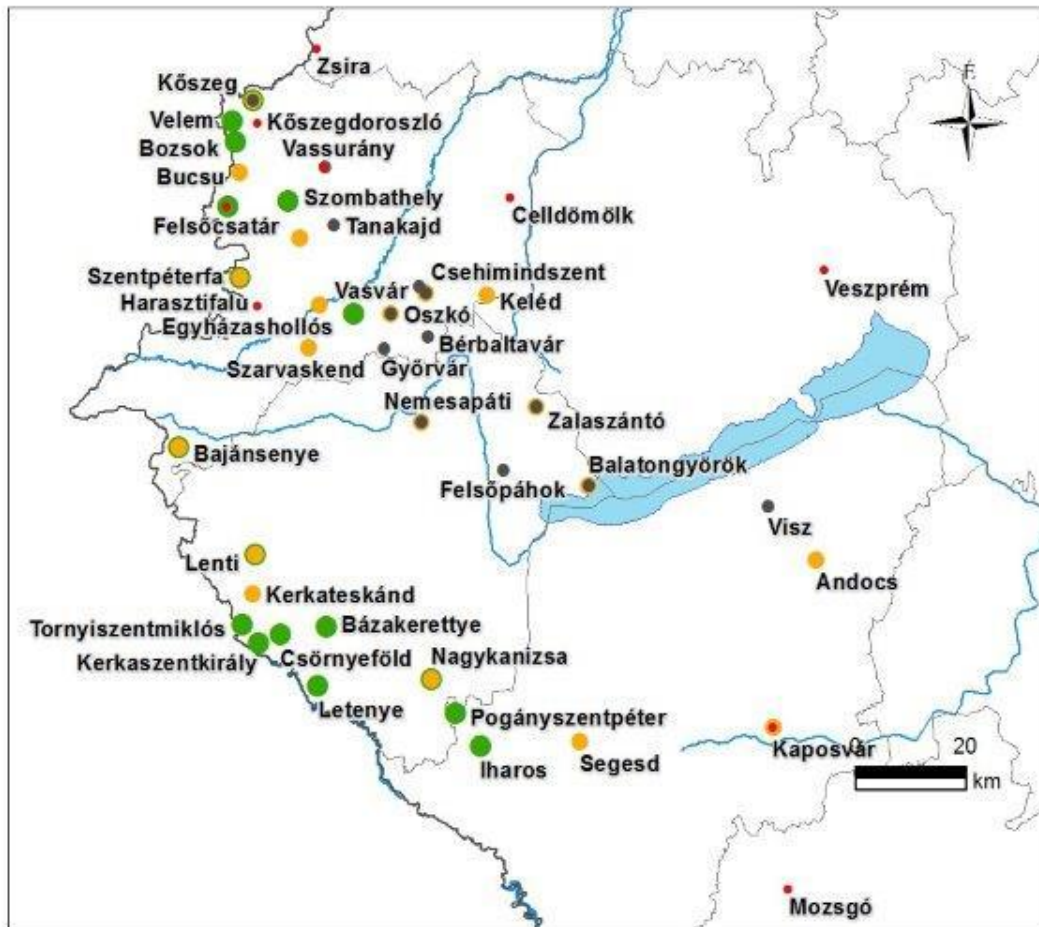 Zsira
É
Kőszeg
Velem
Kőszegdoroszló
Bozsok
Vassurány
Bucsu
Szombathely
Celldömölk
Felsőcsatár
Tanakajd
Szentpéterfa
Csehimindszent
Veszprém
Harasztifalu
Vasvár
Oszkó
Keléd
Egyházashollós
Bérbaltavár
Szarvaskend
Győrvár
Nemesapáti
Zalaszántó
Bajánsenye
Felsőpáhok
Balatongyörök
Visz
Lenti
Andocs
Kerkateskánd
Tornyiszentmiklós
Bázakerettye
Kerkaszentkirály
Csörnyeföld
Nagykanizsa
Letenye
Pogányszentpéter
Kaposvár
Iharos
Segesd
0 20
km
Mozsgó